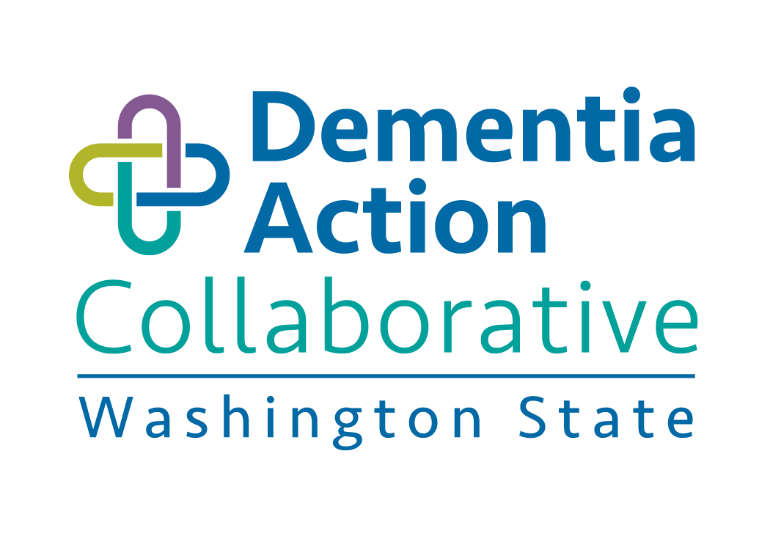 Dementia
Action
Collaborative
Washington State